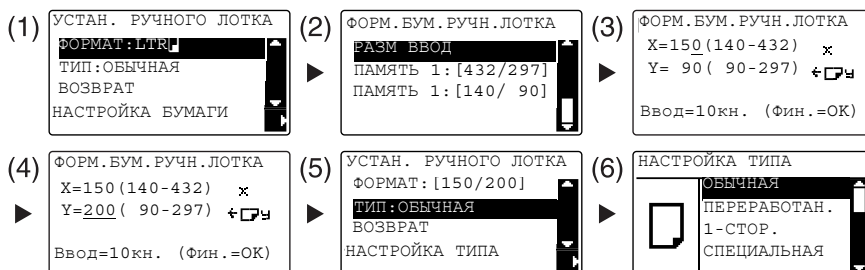 (1)
УСТАН. РУЧНОГО ЛОТКА
ФОРМАТ:LTR
ТИП:ОБЫЧНАЯ
ВОЗВРАТ
НАСТРОЙКА БУМАГИ
(2)
ФОРМ.БУМ.РУЧН.ЛОТКА
РАЗМ ВВОД
ПАМЯТЬ 1:[432/297]
ПАМЯТЬ 1:[140/ 90]
(3)
ФОРМ.БУМ.РУЧН.ЛОТКА
X=150(140-432) x
Y= 90( 90-297) y
Ввод=10кн. (Фин.=OK)
(4)
ФОРМ.БУМ.РУЧН.ЛОТКА
X=150(140-432) x
Y=200( 90-297) y
Ввод=10кн. (Фин.=OK)
(5)
УСТАН. РУЧНОГО ЛОТКА
ФОРМАТ:[150/200]
ТИП:ОБЫЧНАЯ
ВОЗВРАТ
НАСТРОЙКА ТИПА
(6)
НАСТРОЙКА ТИПА
ОБЫЧНАЯ
ПЕРЕРАБОТАН.
1-СТОР.
СПЕЦИАЛЬНАЯ